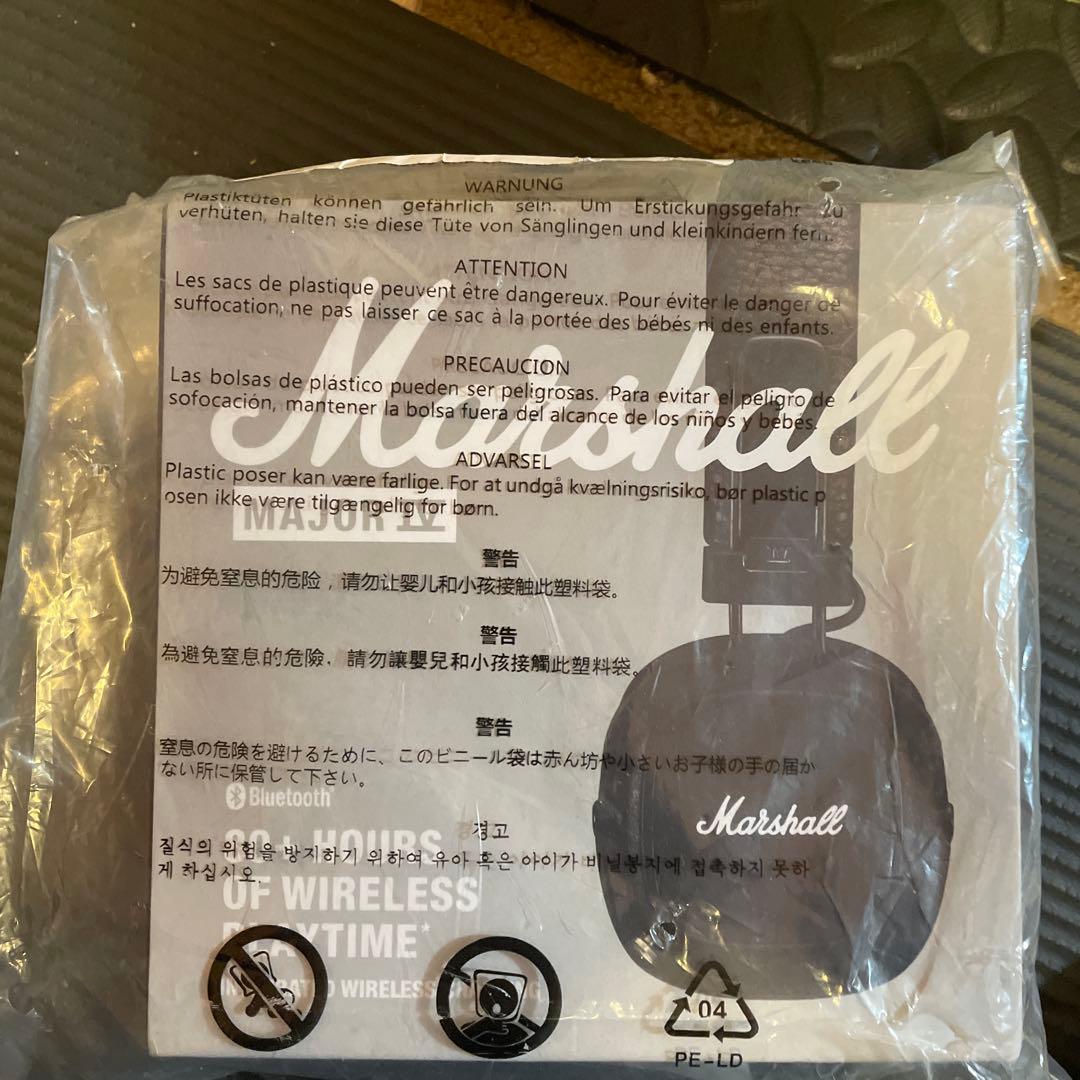 WARNUNG
Plastiktüten können gefährlich sein. Um Erstickungsgefahr zu
verhüten, halten sie diese Tüte von Sänglingen und kleinkindern fern.
ATTENTION
Les sacs de plastique peuvent être dangereux. Pour éviter le danger de
suffocation, ne pas laisser ce sac à la portée des bébés ni des enfants.
PRECAUCION
Las bolsas de plástico pueden ser peligrosas. Para evitar el peligro de
sofocación, mantener la bolsa fuera del alcance de los niños y bebés.
Marshall
ADVARSEL
Plastic poser kan være farlige. For at undgå kvælningsrisiko, bør plastic p
osen ikke være tilgængelig for børn.
MAJOR IV
警告
为避免窒息的危险，请勿让婴儿和小孩接触此塑料袋。
警告
為避免窒息的危險，請勿讓嬰兒和小孩接觸此塑料袋。
警告
窒息の危険を避けるために、このビニール袋は赤ん坊や小さいお子様の手の届か
ない所に保管して下さい。
Bluetooth
Marshall
경고
80+ HOURS
질식의 위험을 방지하기 위하여 유아 혹은 아이가 비닐봉지에 접촉하지 못하
게 하십시오.
OF WIRELESS
PLAYTIME*
WIRELESS CHARGING
04
PE-LD